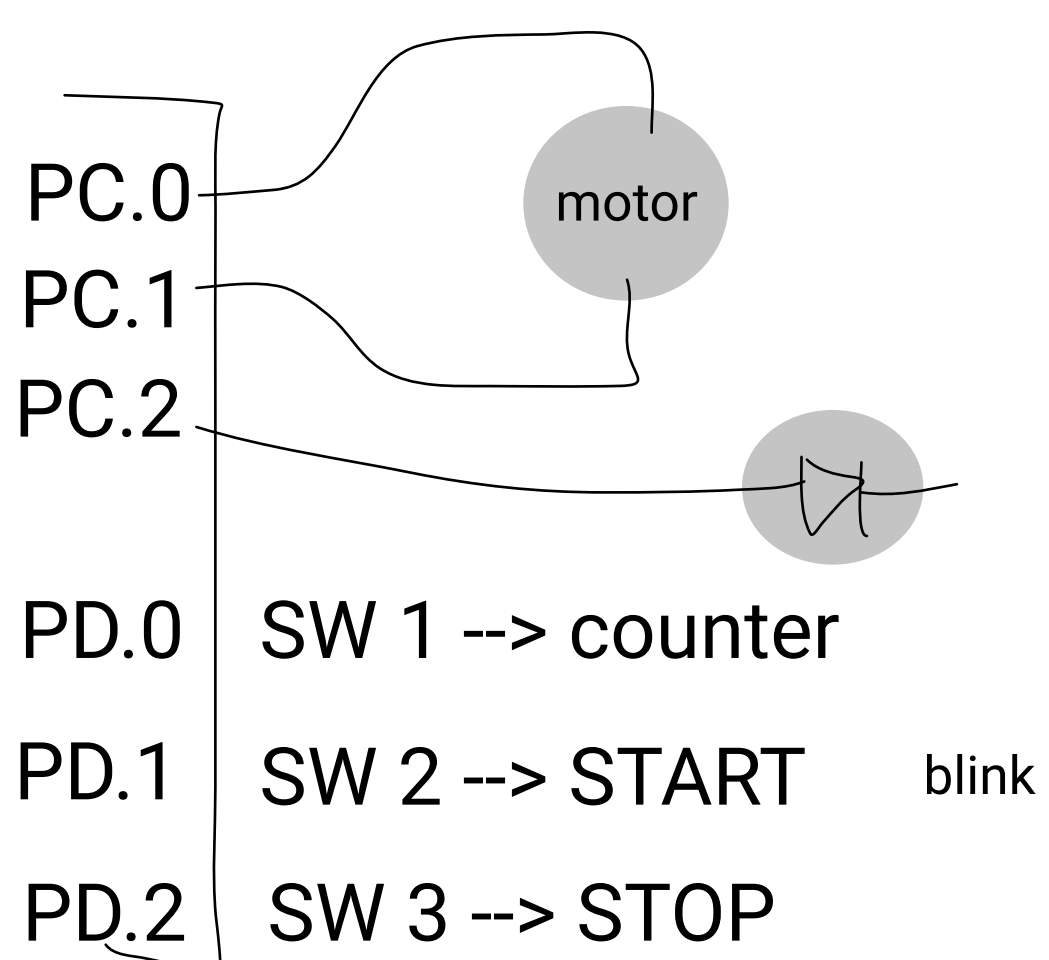 PC.0
motor
PC.1
PC.2
PD.0 SW 1 --> counter
PD.1 SW 2 --> START blink
PD.2 SW 3 --> STOP